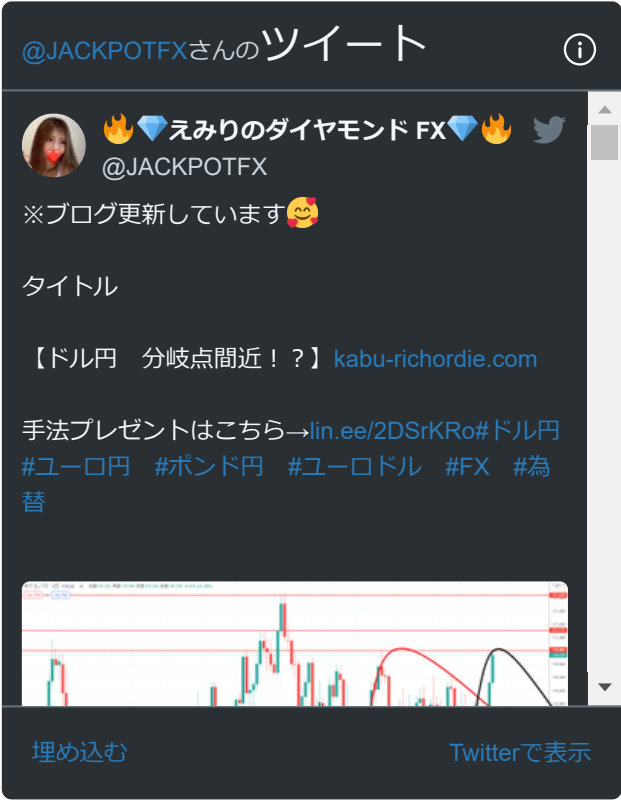 @JACKPOTFXさんのツイート
🔥💎えみりのダイヤモンド FX💎🔥
@JACKPOTFX
※ブログ更新しています🥰
タイトル
【ドル円　分岐点間近！？】kabu-richordie.com
手法プレゼントはこちら→lin.ee/2DSrKRo#ドル円
#ユーロ円　#ポンド円　#ユーロドル　#FX　#為
替
埋め込む
Twitterで表示